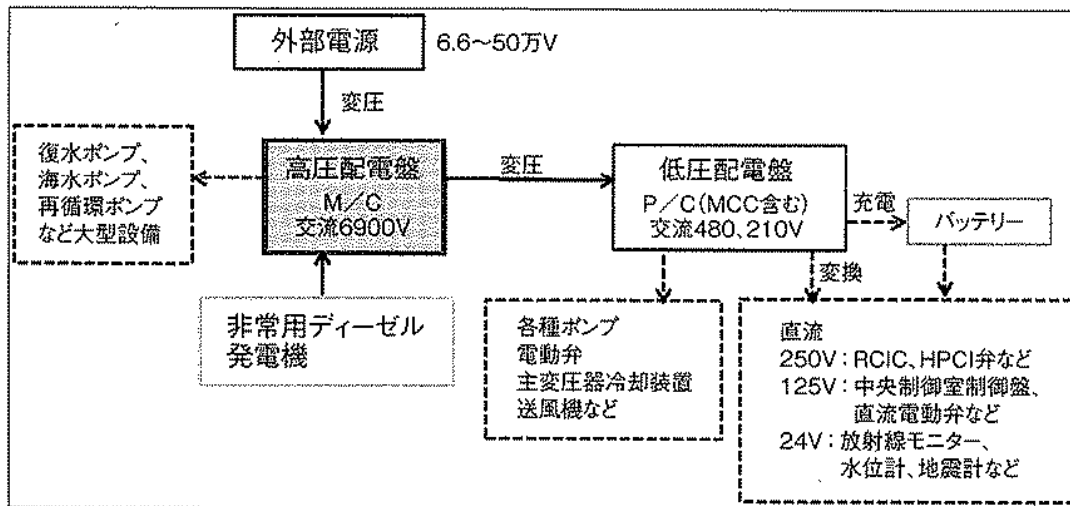 外部電源
6.6〜50万V
変圧
復水ポンプ、
海水ポンプ、
再循環ポンプ
など大型設備
高圧配電盤
M／C
交流6900V
変圧
低圧配電盤
P／C(MCC含む)
交流480、210V
充電
バッテリー
変換
非常用ディーゼル
発電機
各種ポンプ
電動弁
主変圧器冷却装置
送風機など
直流
250V：RCIC、HPCI弁など
125V：中央制御室制御盤、
直流電動弁など
24V：放射線モニター、
水位計、地震計など